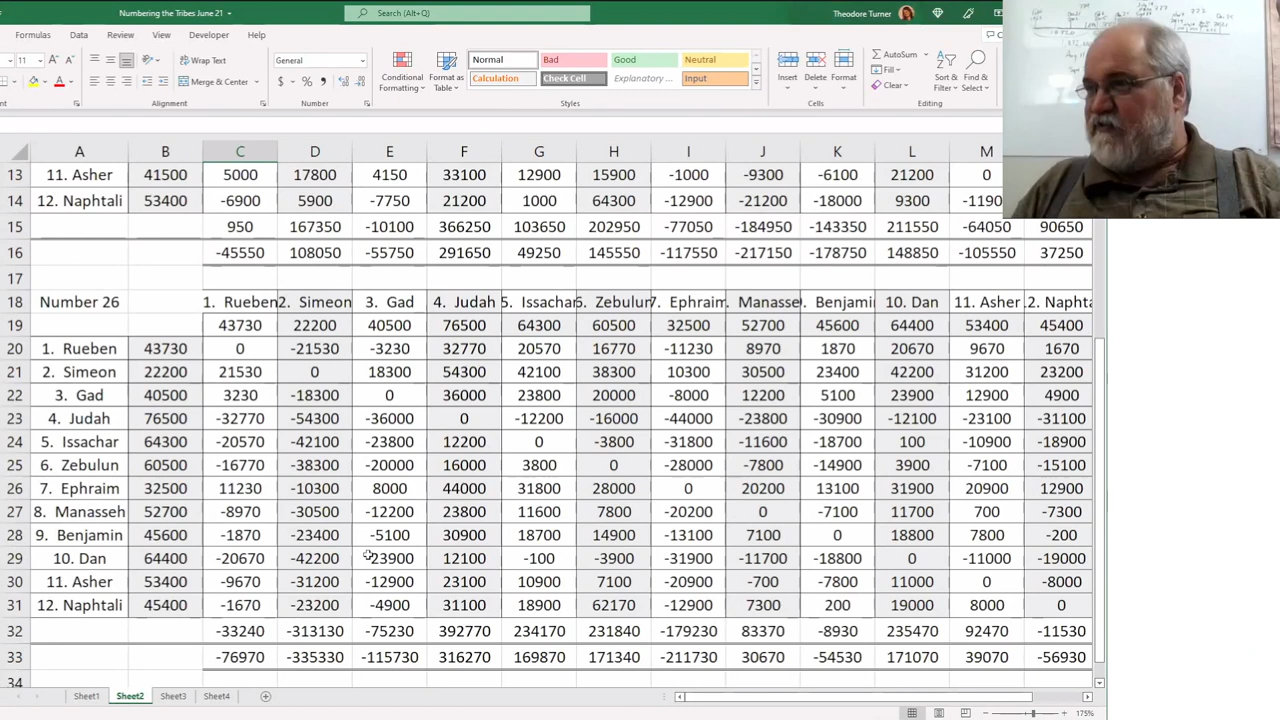 Numbering the Tribes June 21
Search (Alt+Q)
Theodore Turner
Formulas Data Review View Developer Help
11 Wrap Text General Normal Bad Good Neutral AutoSum
Merge & Center Conditional Formatting Format as Table Calculation Check Cell Explanatory ... Input Insert Delete Format Fill Clear Sort & Filter Find & Select
Alignment Number Styles Cells Editing
A B C D E F G H I J K L M
13 11. Asher 41500 5000 17800 4150 33100 12900 15900 -1000 -9300 -6100 21200 0
14 12. Naphtali 53400 -6900 5900 -7750 21200 1000 64300 -12900 -21200 -18000 9300 -1190
15 950 157350 -10100 366250 103650 202950 -77050 -184950 -143350 211550 -64050 90650
16 -45550 108050 -55750 291650 49250 145550 -117550 -217150 -178750 148850 -105550 37250
17
18 Number 26 1. Rueben 2. Simeon 3. Gad 4. Judah 5. Issachar 6. Zebulun 7. Ephraim . Manasse . Benjami 10. Dan 11. Asher 12. Naphta
19 43730 22200 40500 76500 64300 60500 32500 52700 45600 64400 53400 45400
20 1. Rueben 43730 0 -21530 -3230 32770 20570 16770 -11230 8970 1870 20670 9670 1670
21 2. Simeon 22200 21530 0 18300 54300 42100 38300 10300 30500 23400 42200 31200 23200
22 3. Gad 40500 3230 -18300 0 36000 23800 20000 -8000 12200 5100 23900 12900 4900
23 4. Judah 76500 -32770 -54300 -36000 0 -12200 -16000 -44000 -23800 -30900 -12100 -23100 -31100
24 5. Issachar 64300 -20570 -42100 -23800 12200 0 -3800 -31800 -11600 -18700 100 -10900 -18900
25 6. Zebulun 60500 -16770 -38300 -20000 16000 3800 0 -28000 -7800 -14900 3900 -7100 -15100
26 7. Ephraim 32500 11230 -10300 8000 44000 31800 28000 0 20200 13100 31900 20900 12900
27 8. Manasseh 52700 -8970 -30500 -12200 23800 11600 7800 -20200 0 -7100 11700 700 -7300
28 9. Benjamin 45600 -1870 -23400 -5100 30900 18700 14900 -13100 7100 0 18800 7800 -200
29 10. Dan 64400 -20670 -42200 -23900 12100 -100 -3900 -31900 -11700 -18800 0 -11000 -19000
30 11. Asher 53400 -9670 -31200 -12900 23100 10900 7100 -20900 -700 -7800 11000 0 -8000
31 12. Naphtali 45400 -1670 -23200 -4900 31100 18900 62170 -12900 7300 200 19000 8000 0
32 -33240 -313130 -75230 392770 234170 231840 -179230 83370 -8930 235470 92470 -11530
33 -76970 -335330 -115730 316270 169870 171340 -211730 30670 -54530 171070 39070 -56930
34
Sheet1 Sheet2 Sheet3 Sheet4
175%